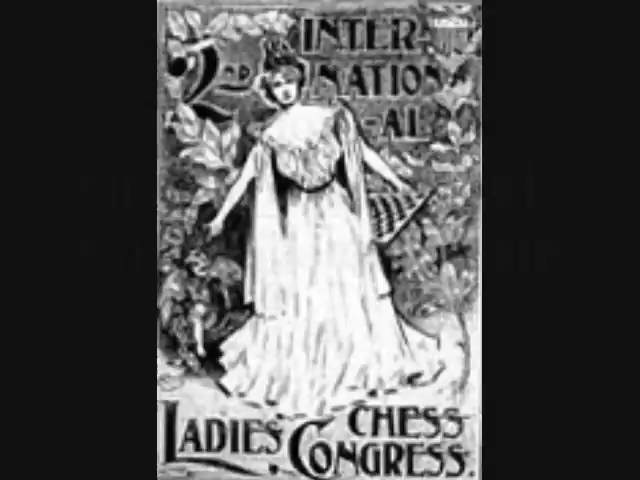 2ND INTER-
NATION
-AL
LADIES CHESS
CONGRESS.